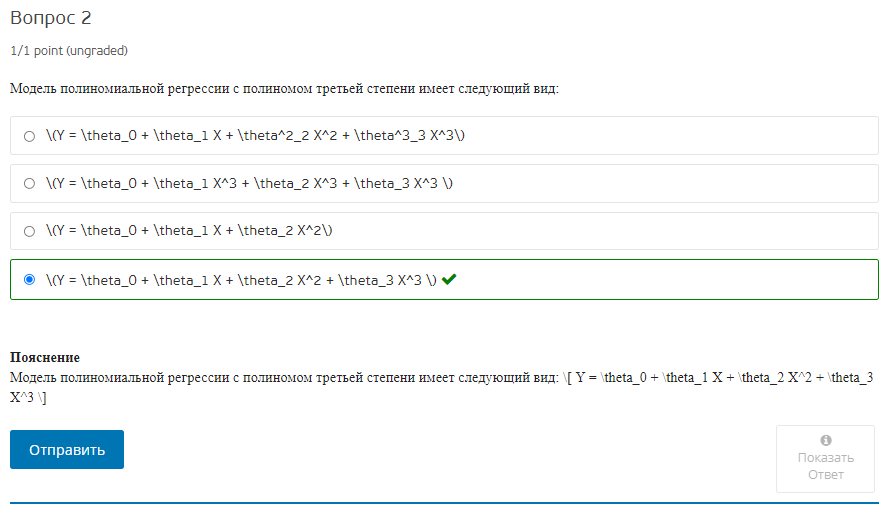 Вопрос 2
1/1 point (ungraded)
Модель полиномиальной регрессии с полиномом третьей степени имеет следующий вид:
\(Y = \theta_0 + \theta_1 X + \theta^2_2 X^2 + \theta^3_3 X^3\)
\(Y = \theta_0 + \theta_1 X^3 + \theta_2 X^3 + \theta_3 X^3 \)
\(Y = \theta_0 + \theta_1 X + \theta_2 X^2\)
\(Y = \theta_0 + \theta_1 X + \theta_2 X^2 + \theta_3 X^3 \)
Пояснение
Модель полиномиальной регрессии с полиномом третьей степени имеет следующий вид: \[ Y = \theta_0 + \theta_1 X + \theta_2 X^2 + \theta_3
X^3 \]
Отправить
Показать
Ответ